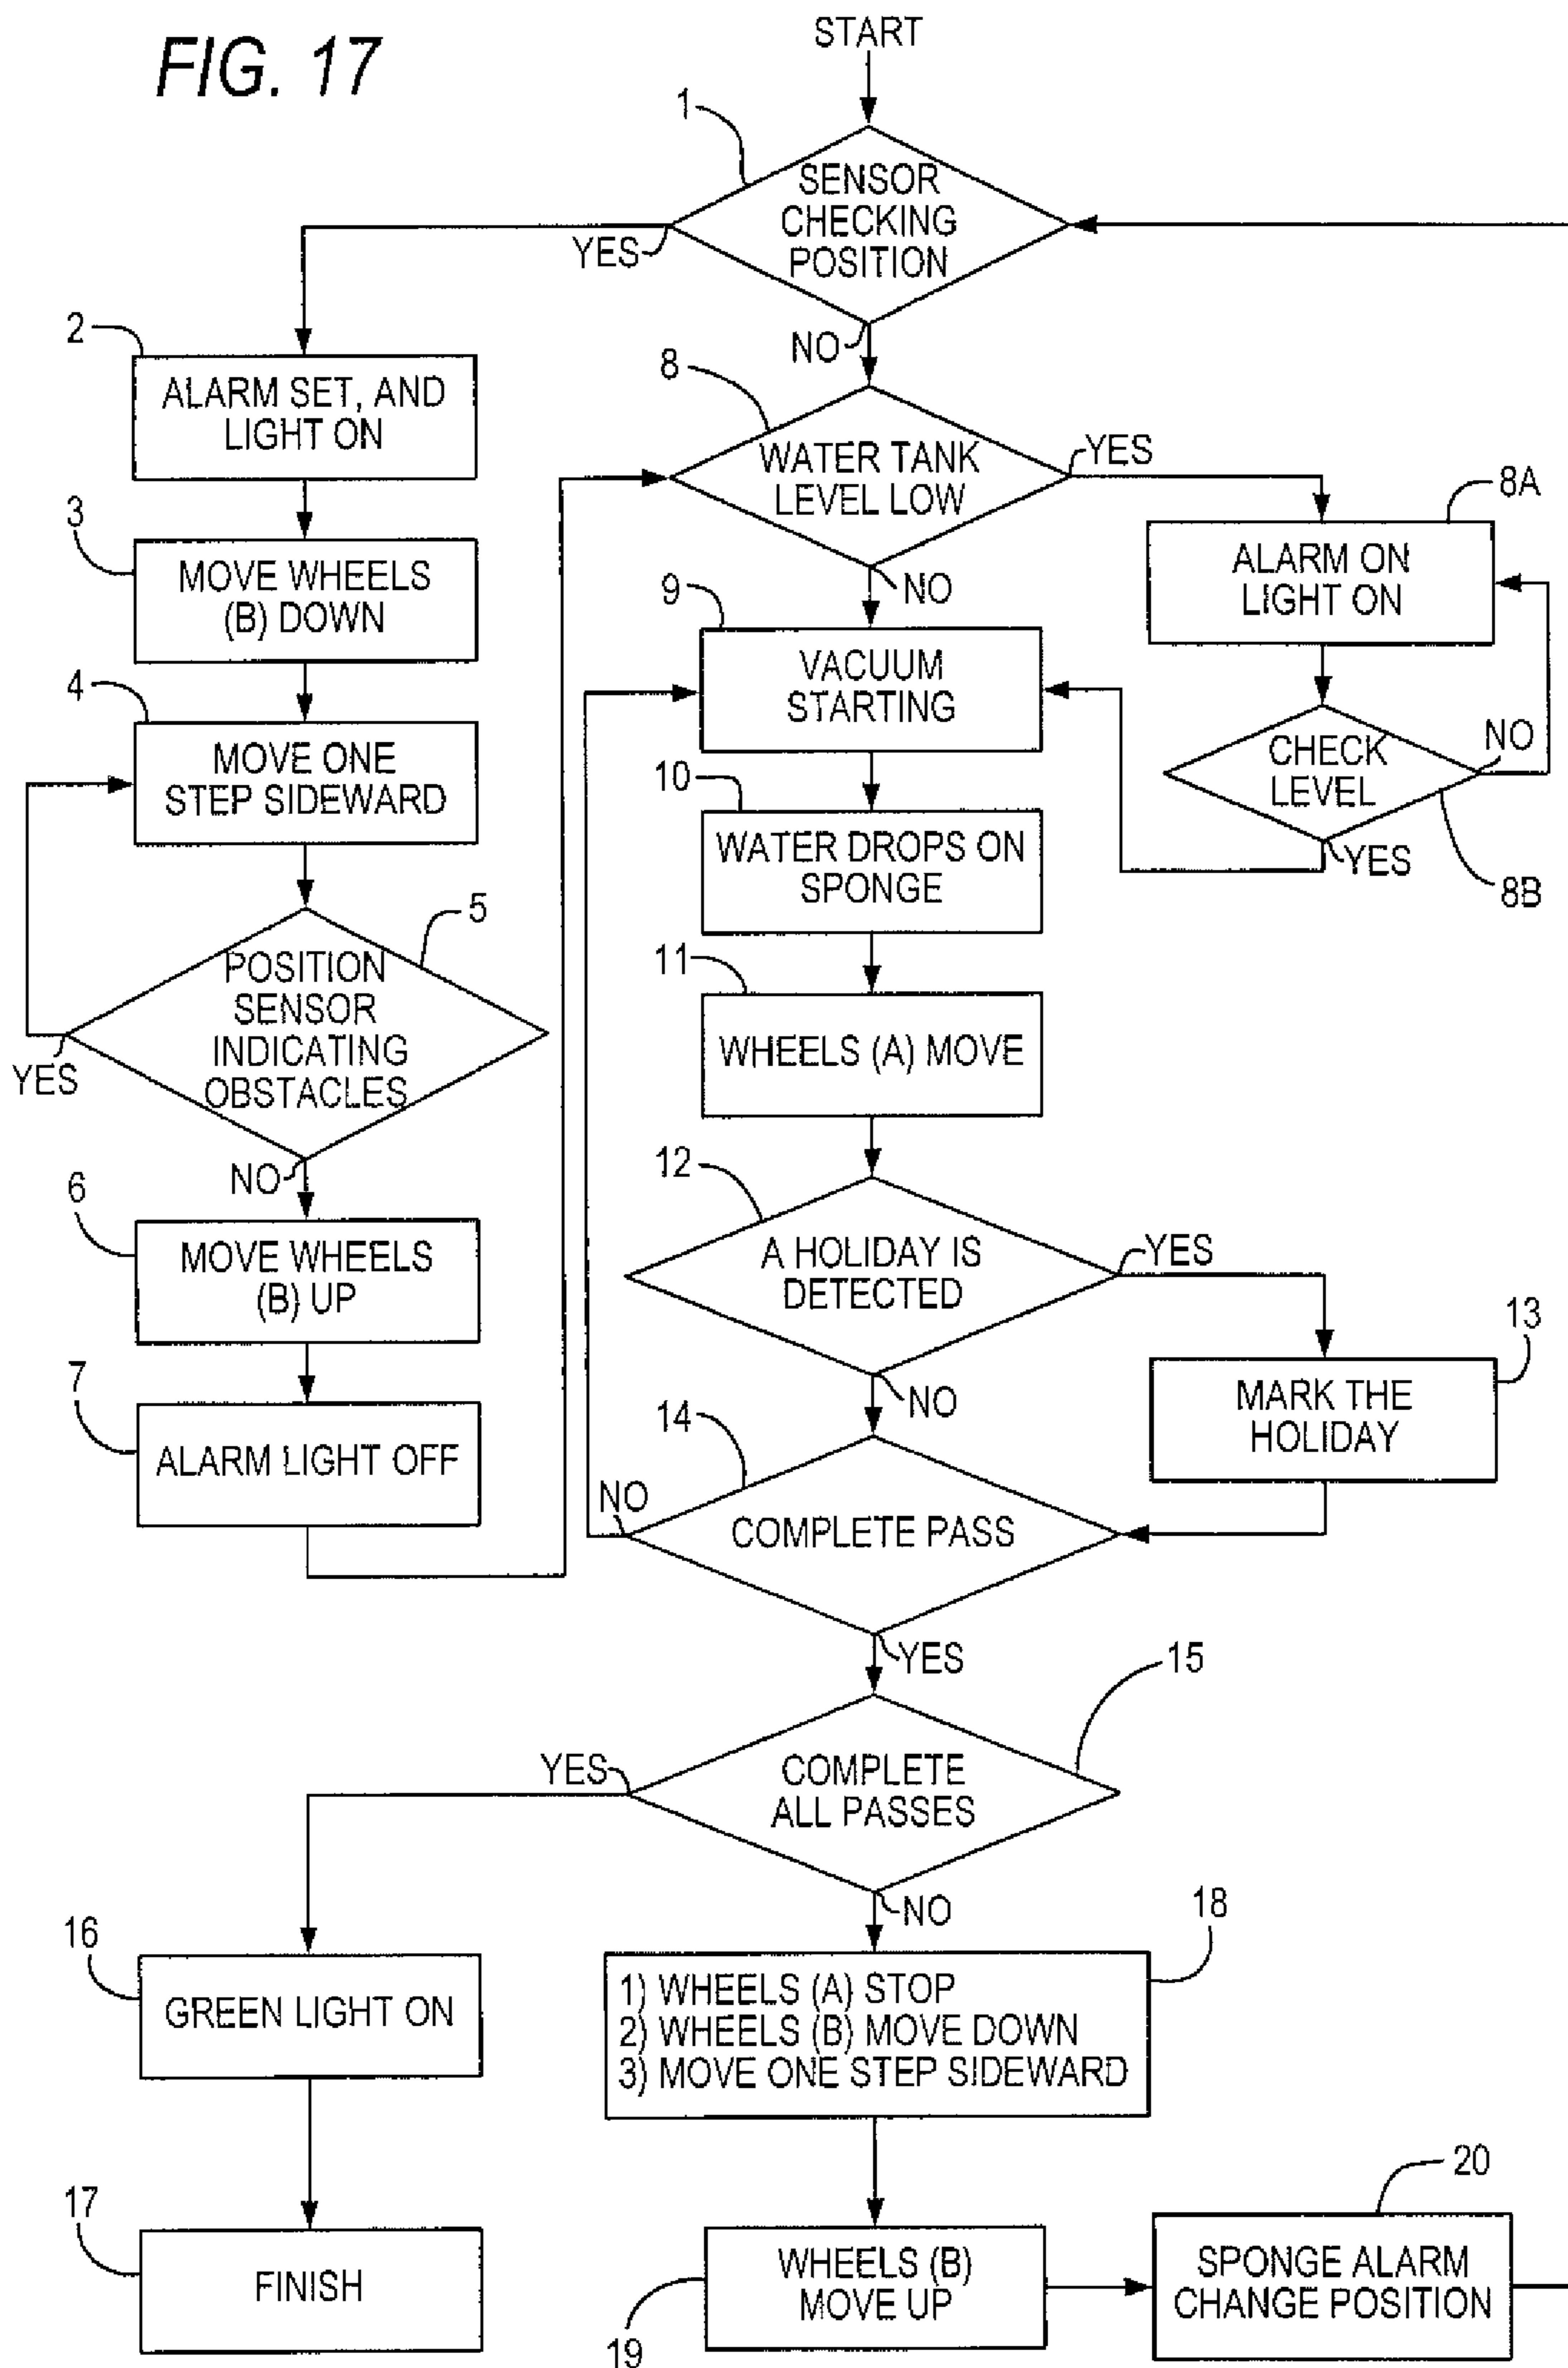 FIG. 17
START
1
SENSOR
CHECKING
POSITION
YES
NO
2
ALARM SET, AND
LIGHT ON
3
MOVE WHEELS
(B) DOWN
4
MOVE ONE
STEP SIDEWARD
5
POSITION
SENSOR
INDICATING
OBSTACLES
YES
NO
6
MOVE WHEELS
(B) UP
7
ALARM LIGHT OFF
8
WATER TANK
LEVEL LOW
YES
NO
8A
ALARM ON
LIGHT ON
CHECK
LEVEL
NO
YES
8B
9
VACUUM
STARTING
10
WATER DROPS ON
SPONGE
11
WHEELS (A) MOVE
12
A HOLIDAY IS
DETECTED
YES
NO
13
MARK THE
HOLIDAY
14
COMPLETE PASS
NO
YES
15
COMPLETE
ALL PASSES
YES
NO
16
GREEN LIGHT ON
17
FINISH
18
1) WHEELS (A) STOP
2) WHEELS (B) MOVE DOWN
3) MOVE ONE STEP SIDEWARD
19
WHEELS (B)
MOVE UP
20
SPONGE ALARM
CHANGE POSITION